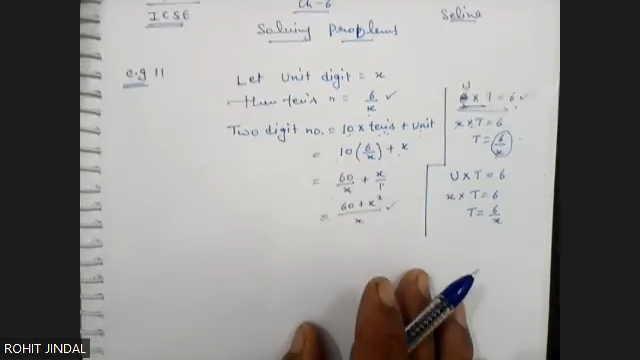 Ch-6
ICSE
Selina
Solving Problems
e.g 11
Let Unit digit = x
Then ten's n = 6/x ✓
Two digit no. = 10 × ten's + unit
= 10 (6/x) + x
= 60/x + x/1
= 60 + x²/x ✓
U
× T = 6 ✓
x × T = 6
T = 6/x
U × T = 6
x × T = 6
T = 6/x
ROHIT JINDAL